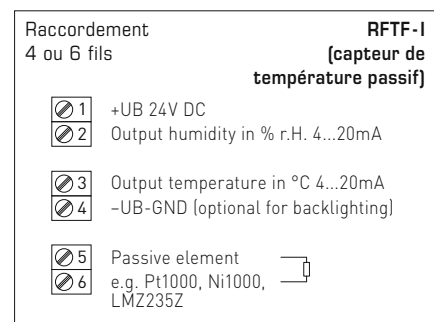 Raccordement RFTF-I
4 ou 6 fils (capteur de
température passif)
1 +UB 24V DC
2 Output humidity in % r.H. 4...20mA
3 Output temperature in °C 4...20mA
4 –UB-GND (optional for backlighting)
5 Passive element
6 e.g. Pt1000, Ni1000,
LMZ235Z